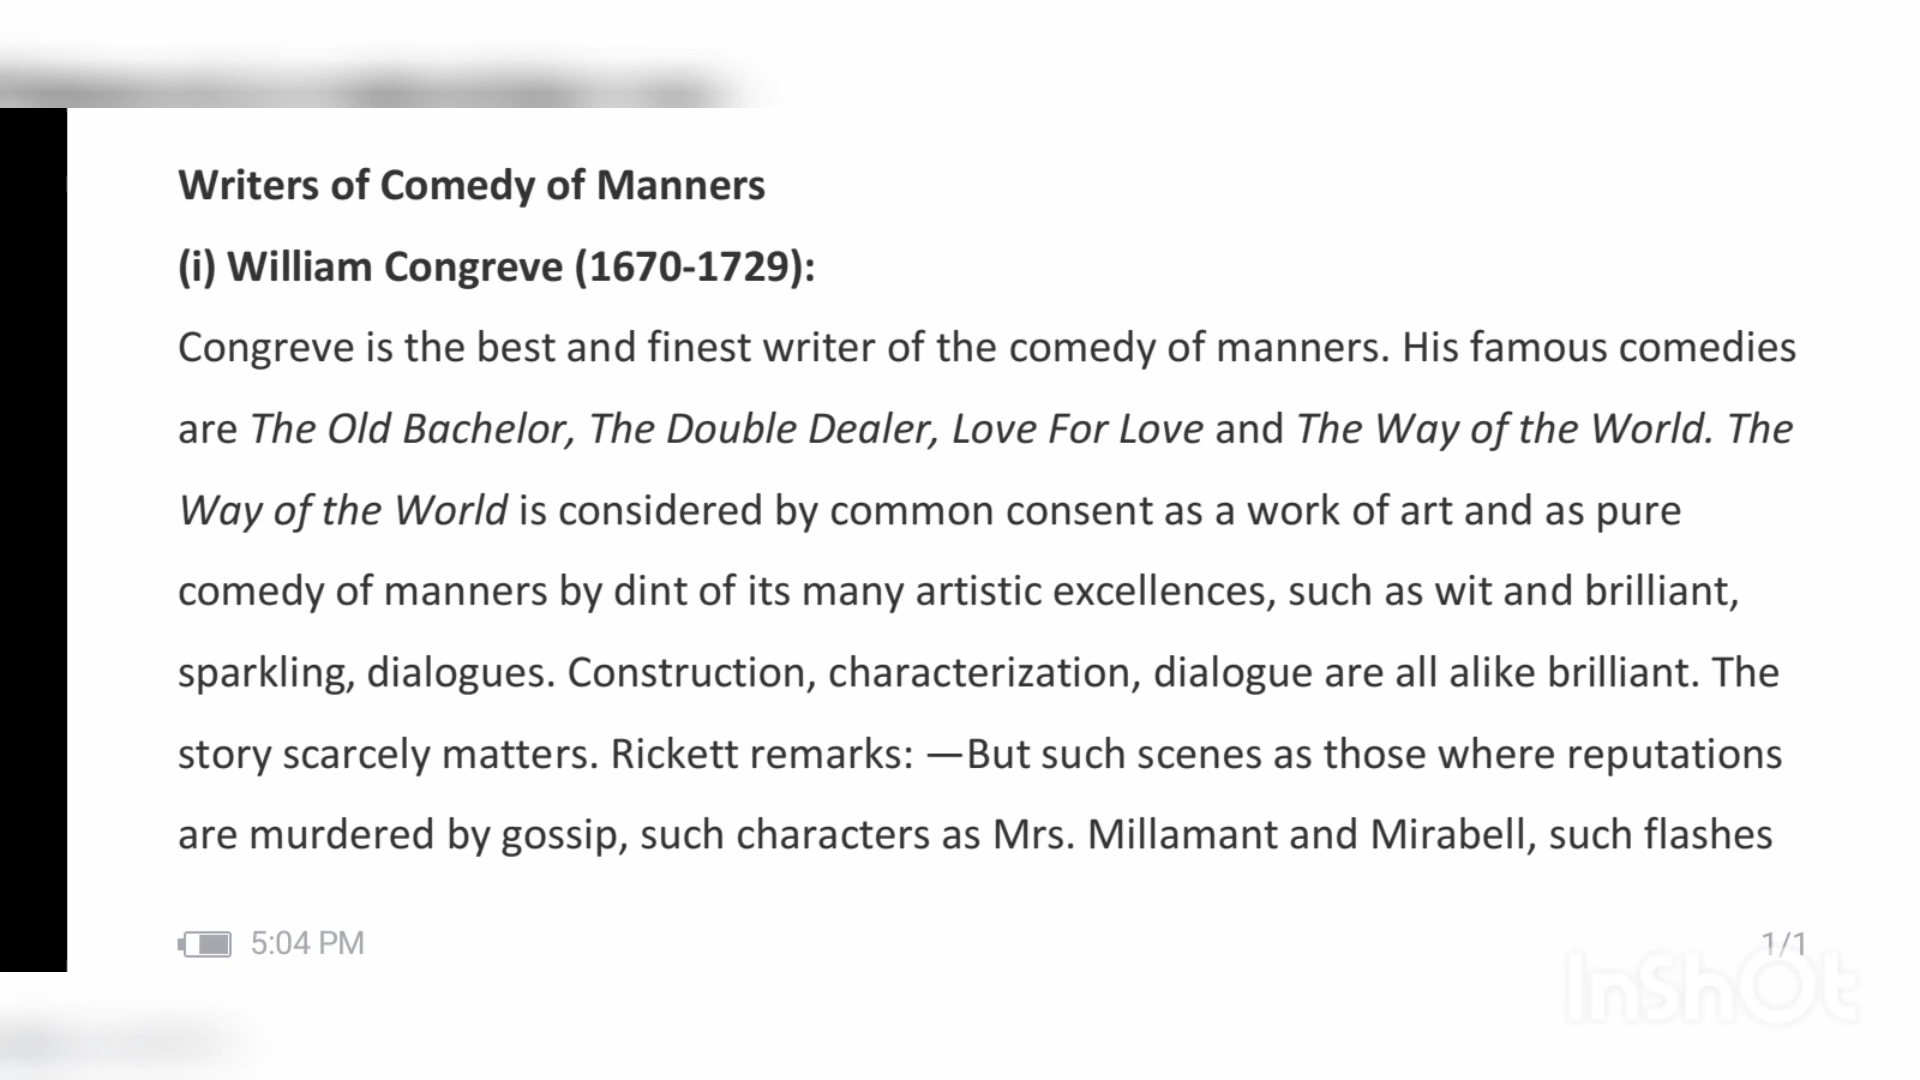 Writers of Comedy of Manners
(i) William Congreve (1670-1729):
Congreve is the best and finest writer of the comedy of manners. His famous comedies
are The Old Bachelor, The Double Dealer, Love For Love and The Way of the World. The
Way of the World is considered by common consent as a work of art and as pure
comedy of manners by dint of its many artistic excellences, such as wit and brilliant,
sparkling, dialogues. Construction, characterization, dialogue are all alike brilliant. The
story scarcely matters. Rickett remarks: —But such scenes as those where reputations
are murdered by gossip, such characters as Mrs. Millamant and Mirabell, such flashes
5:04 PM
1/1
InShOt